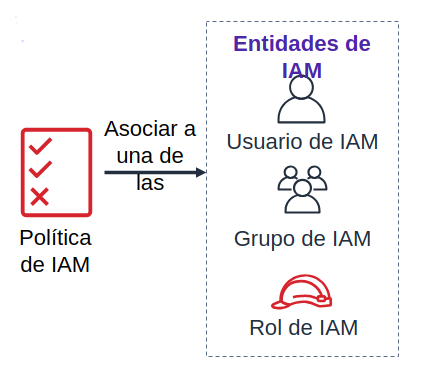 Entidades de
IAM
Asociar a
una de
las
Usuario de IAM
Política
de IAM
Grupo de IAM
Rol de IAM